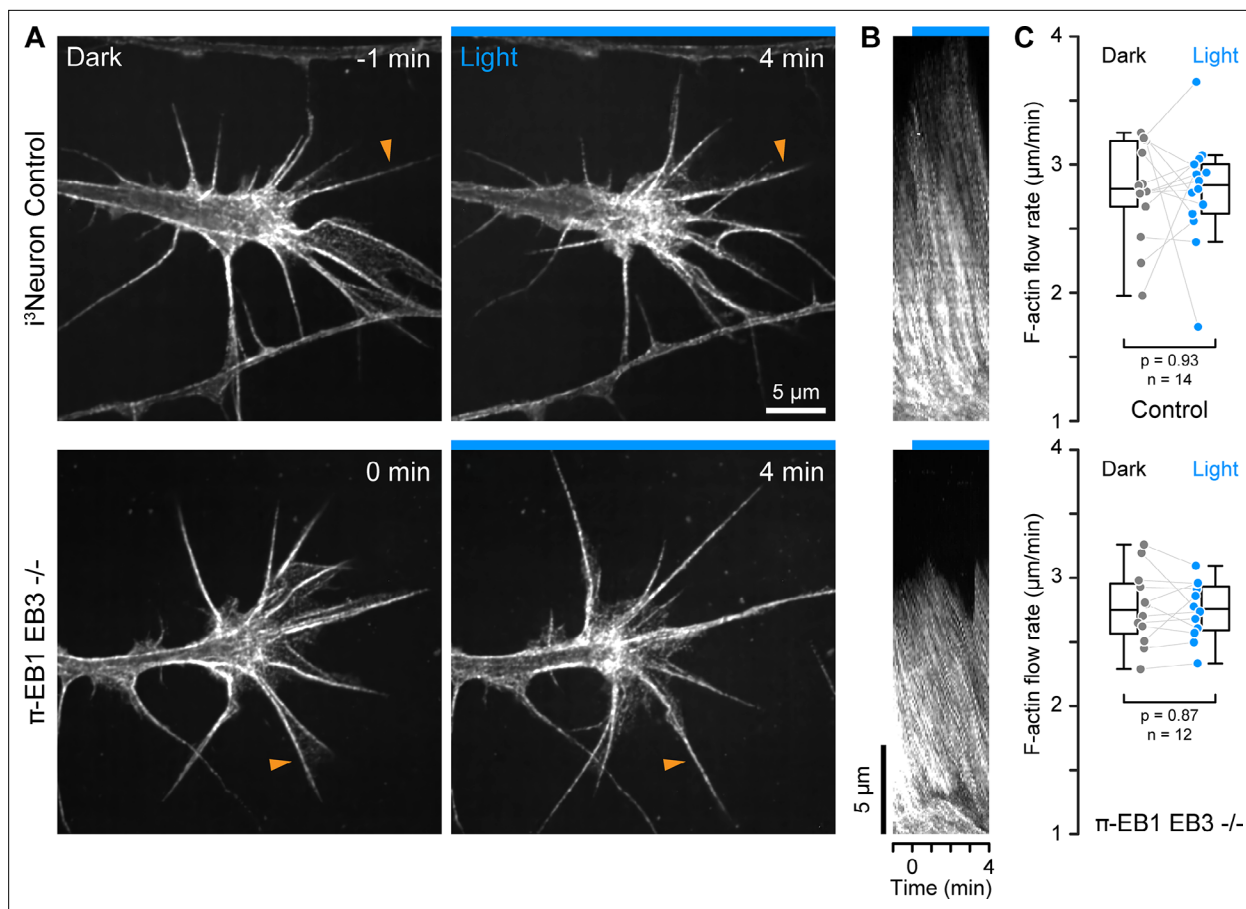 A
B
C
i³Neuron Control
Dark
-1 min
Light
4 min
5 µm
F-actin flow rate (µm/min)
4
3
2
1
Dark
Light
p = 0.93
n = 14
Control
π-EB1 EB3 -/-
0 min
4 min
5 µm
0
4
Time (min)
F-actin flow rate (µm/min)
4
3
2
1
Dark
Light
p = 0.87
n = 12
π-EB1 EB3 -/-